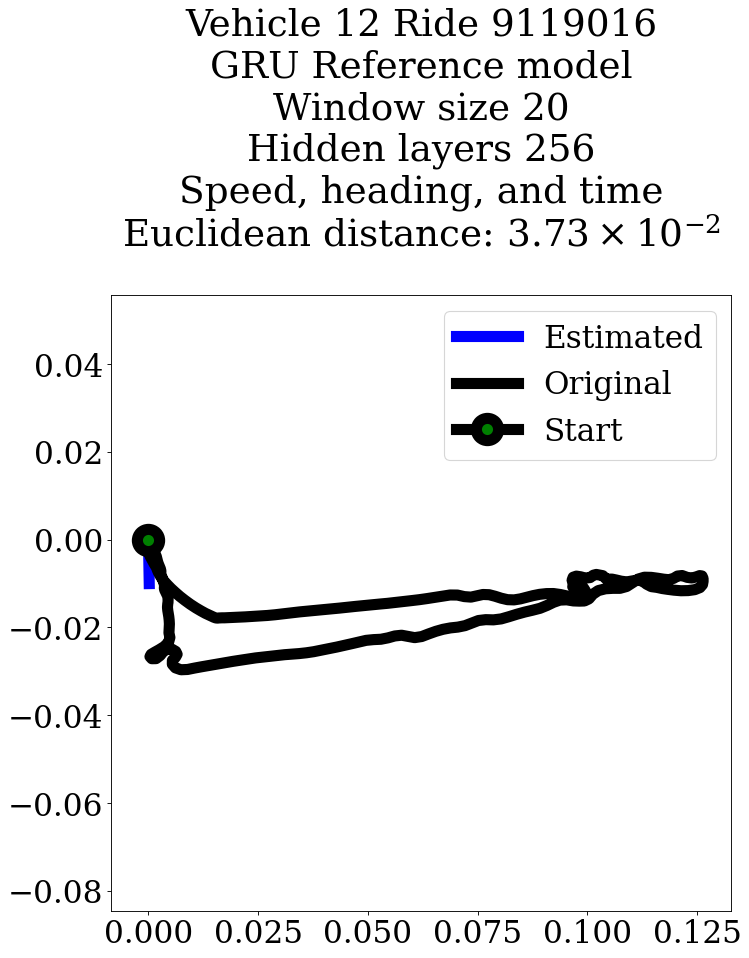 Vehicle 12 Ride 9119016
GRU Reference model
Window size 20
Hidden layers 256
Speed, heading, and time
Euclidean distance: 3.73 × 10⁻²
Estimated
Original
Start
0.04
0.02
0.00
−0.02
−0.04
−0.06
−0.08
0.000 0.025 0.050 0.075 0.100 0.125